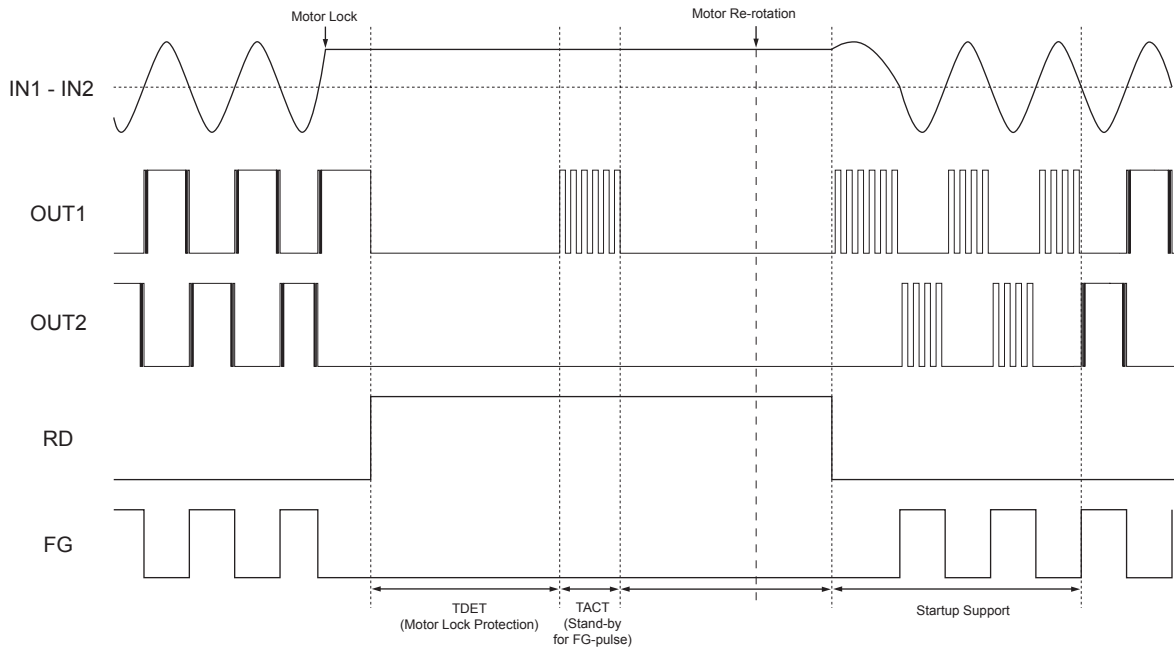 Motor Lock
Motor Re-rotation
IN1 - IN2
OUT1
OUT2
RD
FG
TDET
(Motor Lock Protection)
TACT
(Stand-by
for FG-pulse)
Startup Support